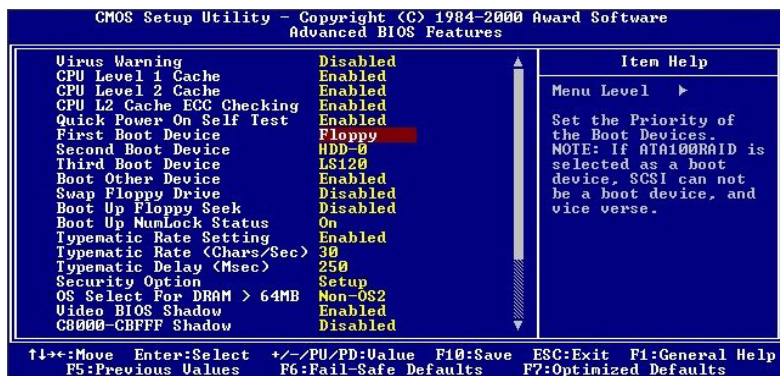 CMOS Setup Utility - Copyright (C) 1984-2000 Award Software
Advanced BIOS Features
Virus Warning Disabled
CPU Level 1 Cache Enabled
CPU Level 2 Cache Enabled
CPU L2 Cache ECC Checking Enabled
Quick Power On Self Test Enabled
First Boot Device Floppy
Second Boot Device HDD-0
Third Boot Device LS120
Boot Other Device Enabled
Swap Floppy Drive Disabled
Boot Up Floppy Seek Disabled
Boot Up NumLock Status On
Typematic Rate Setting Enabled
Typematic Rate (Chars/Sec) 30
Typematic Delay (Msec) 250
Security Option Setup
OS Select For DRAM > 64MB Non-OS2
Video BIOS Shadow Enabled
C8000-CBFFF Shadow Disabled
Item Help
Menu Level ▶
Set the Priority of
the Boot Devices.
NOTE: If ATA100RAID is
selected as a boot
device, SCSI can not
be a boot device, and
vice verse.
↑↓→←:Move Enter:Select +/-/PU/PD:Value F10:Save ESC:Exit F1:General Help
F5:Previous Values F6:Fail-Safe Defaults F7:Optimized Defaults